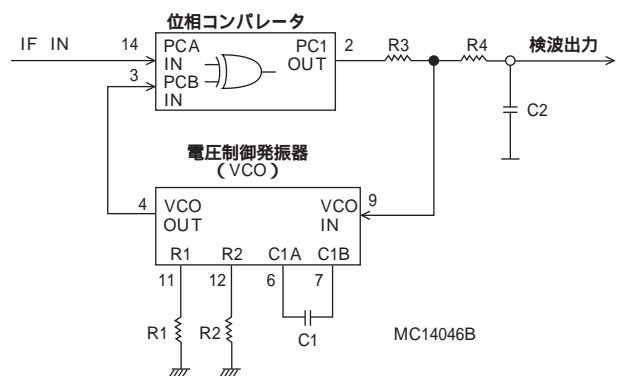 位相コンパレータ
IF IN
14
PCA
IN
PC1
OUT
2
R3
R4
検波出力
3
PCB
IN
C2
電圧制御発振器
(VCO)
4
VCO
OUT
VCO
IN
9
R1
R2
C1A
C1B
11
12
6
7
R1
R2
C1
MC14046B